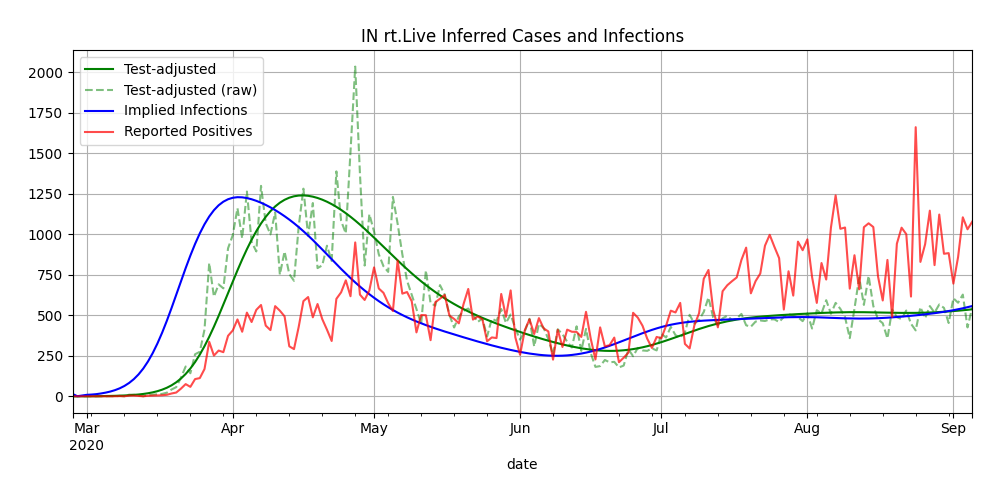 IN rt.Live Inferred Cases and Infections
Test-adjusted
Test-adjusted (raw)
Implied Infections
Reported Positives
2000
1750
1500
1250
1000
750
500
250
0
Mar Apr May Jun Jul Aug Sep
2020
date